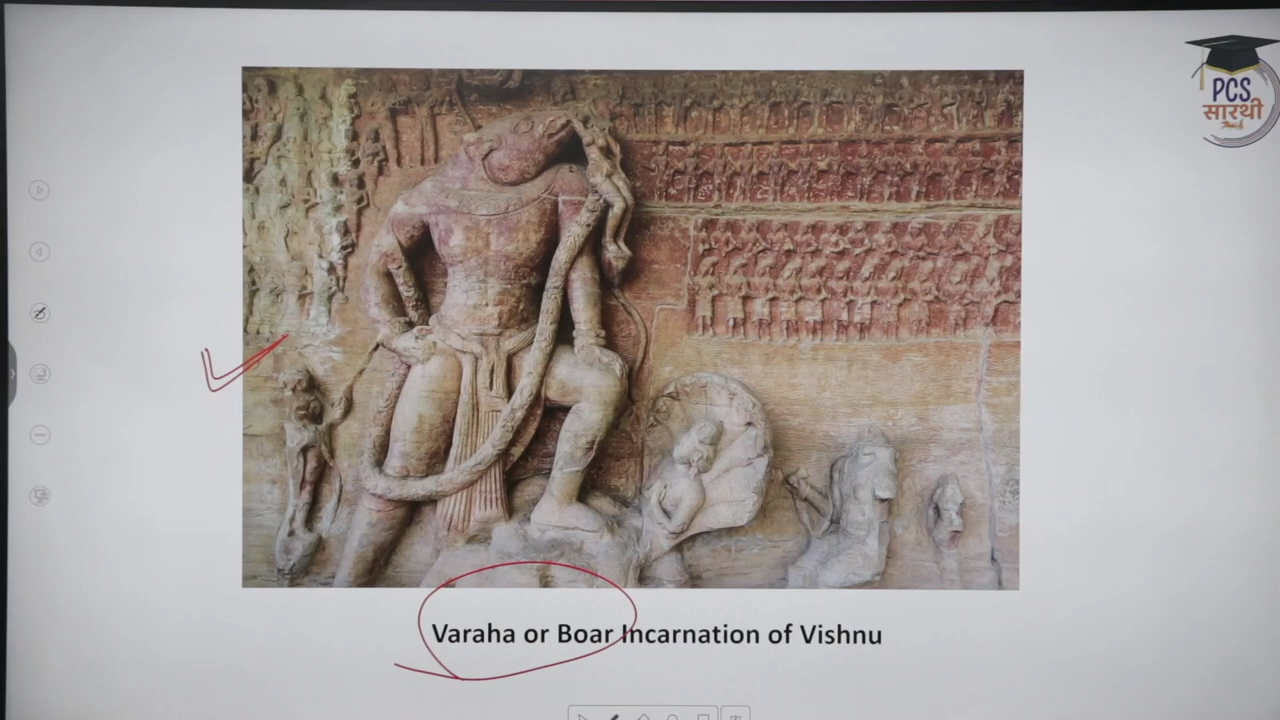 PCS
सारथी
Varaha or Boar Incarnation of Vishnu